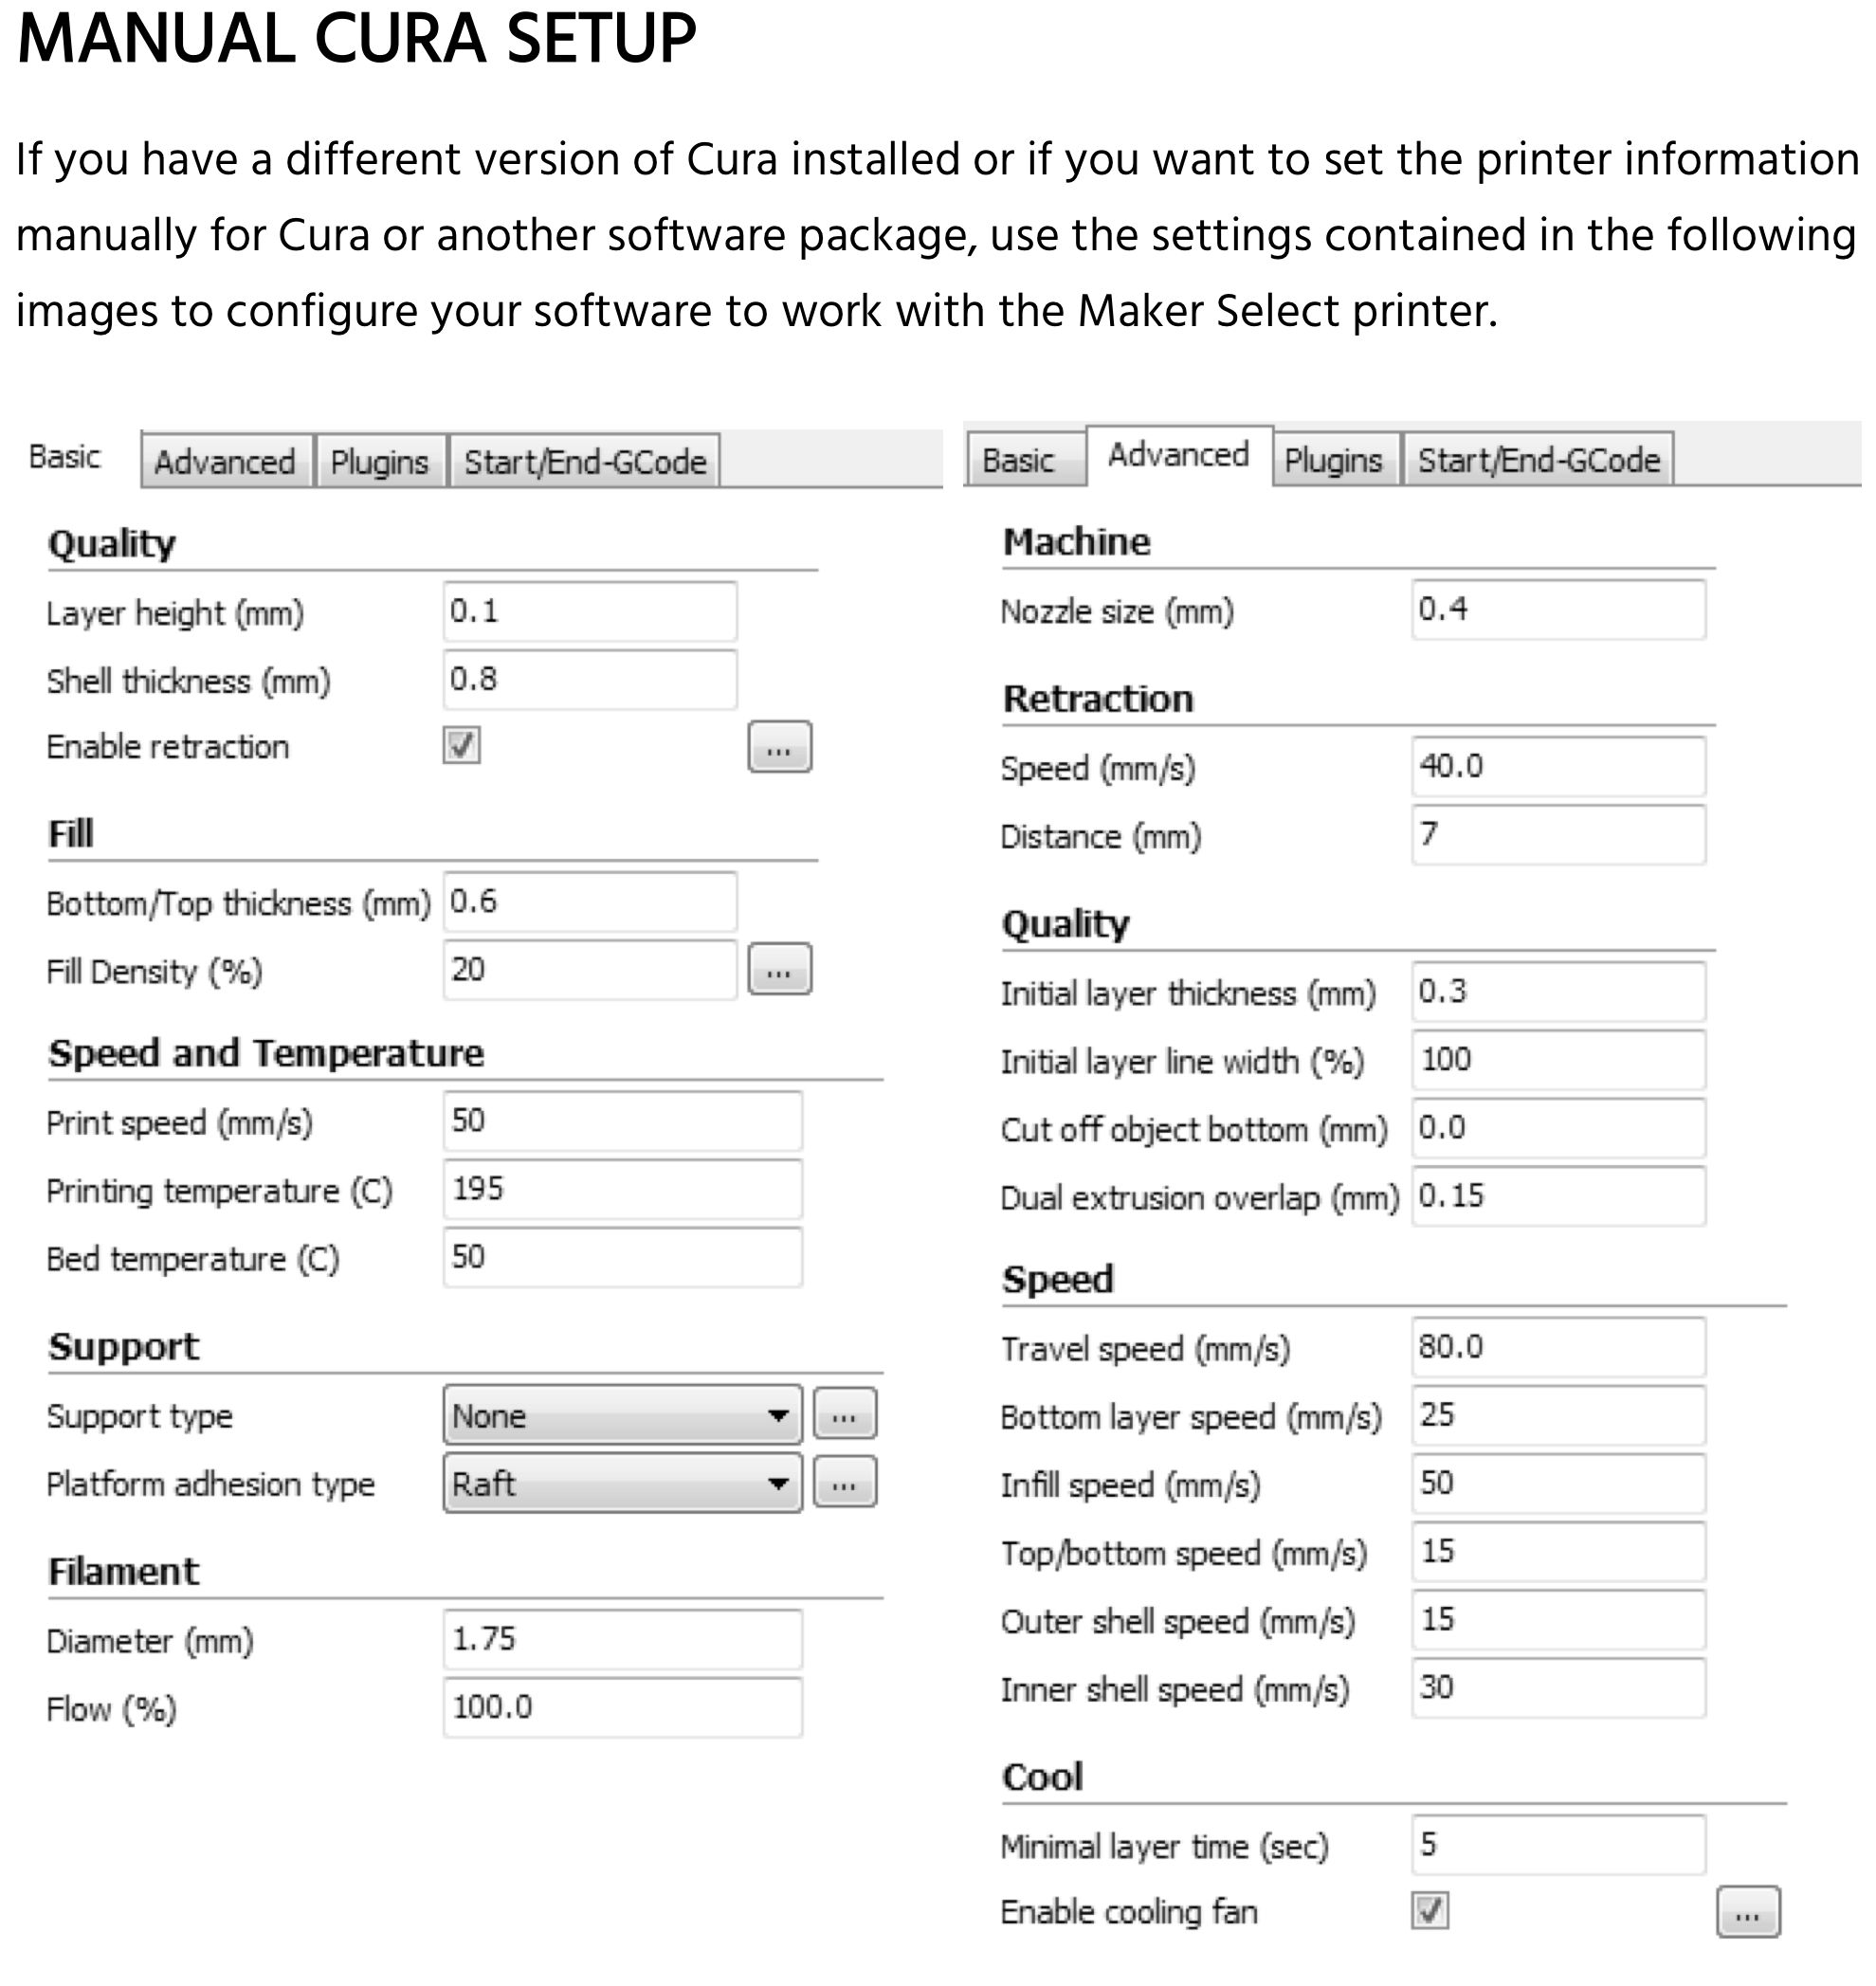 MANUAL CURA SETUP
If you have a different version of Cura installed or if you want to set the printer information
manually for Cura or another software package, use the settings contained in the following
images to configure your software to work with the Maker Select printer.
Basic Advanced Plugins Start/End-GCode
Quality
Layer height (mm) 0.1
Shell thickness (mm) 0.8
Enable retraction ...
Fill
Bottom/Top thickness (mm) 0.6
Fill Density (%) 20 ...
Speed and Temperature
Print speed (mm/s) 50
Printing temperature (C) 195
Bed temperature (C) 50
Support
Support type None ...
Platform adhesion type Raft ...
Filament
Diameter (mm) 1.75
Flow (%) 100.0
Basic Advanced Plugins Start/End-GCode
Machine
Nozzle size (mm) 0.4
Retraction
Speed (mm/s) 40.0
Distance (mm) 7
Quality
Initial layer thickness (mm) 0.3
Initial layer line width (%) 100
Cut off object bottom (mm) 0.0
Dual extrusion overlap (mm) 0.15
Speed
Travel speed (mm/s) 80.0
Bottom layer speed (mm/s) 25
Infill speed (mm/s) 50
Top/bottom speed (mm/s) 15
Outer shell speed (mm/s) 15
Inner shell speed (mm/s) 30
Cool
Minimal layer time (sec) 5
Enable cooling fan ...